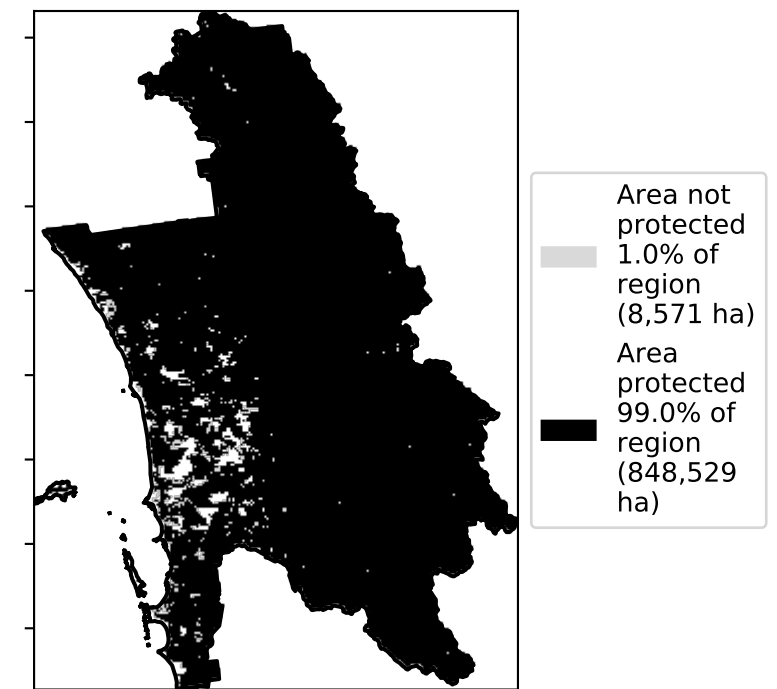 Area not
protected
1.0% of
region
(8,571 ha)
Area
protected
99.0% of
region
(848,529
ha)